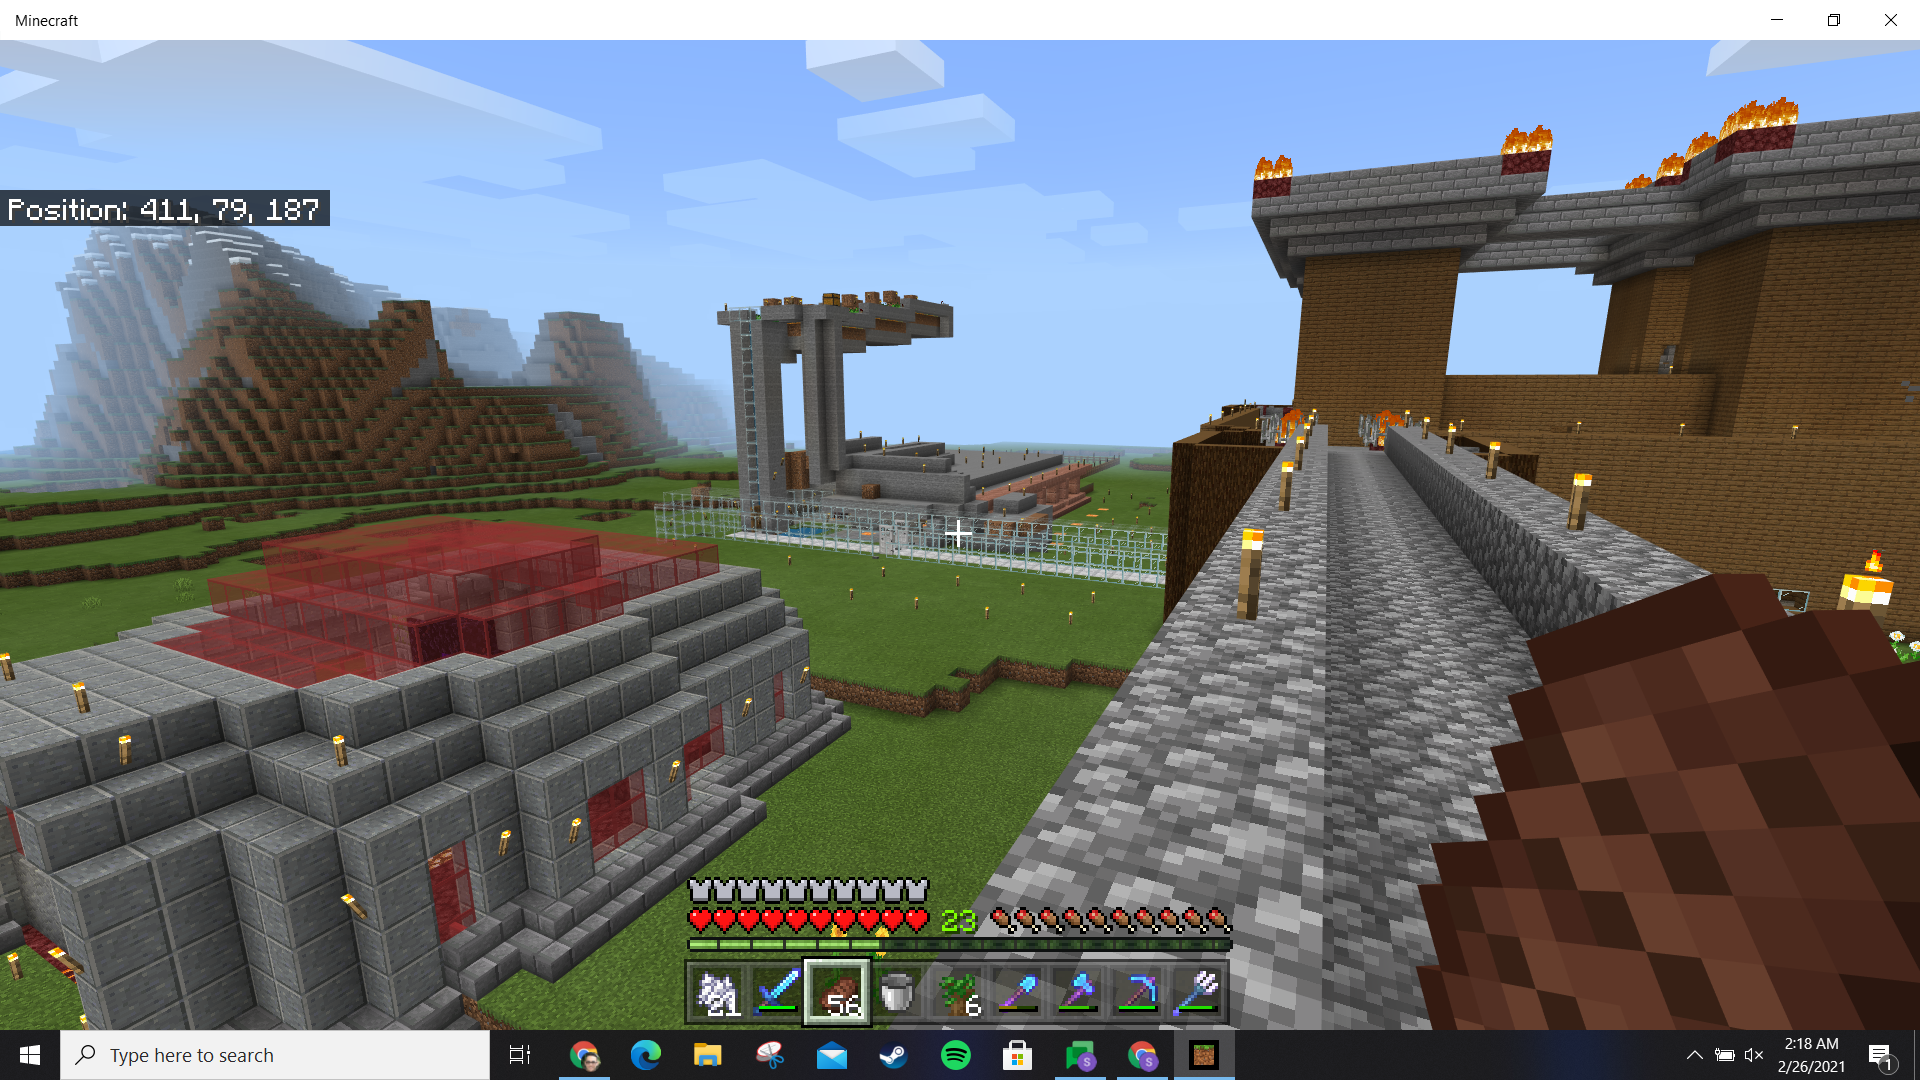 Minecraft
Position: 411, 79, 187
23
21
56
6
Type here to search
S
S
2:18 AM
2/26/2021
1